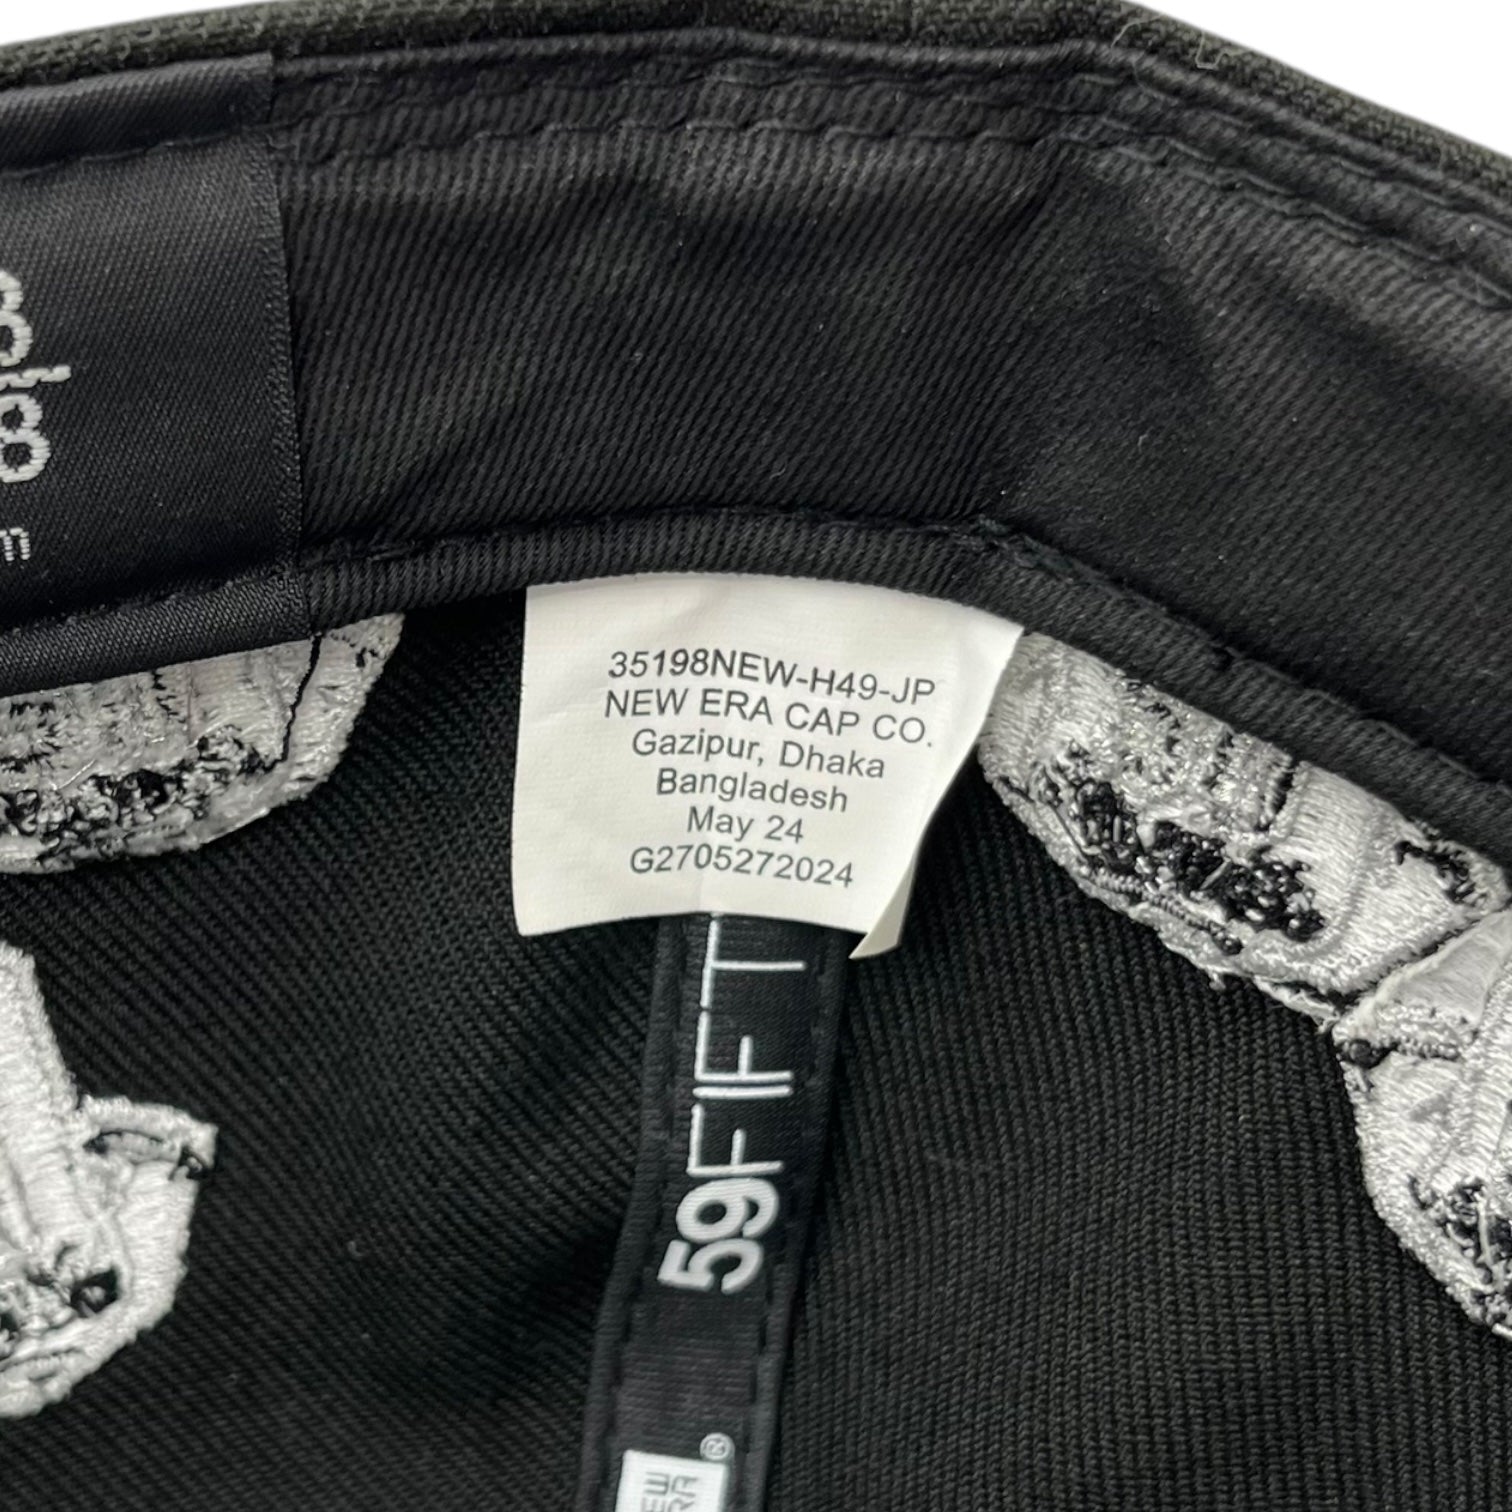 35198NEW-H49-JP
NEW ERA CAP CO.
Gazipur, Dhaka
Bangladesh
May 24
G2705272024
59FIFT
®